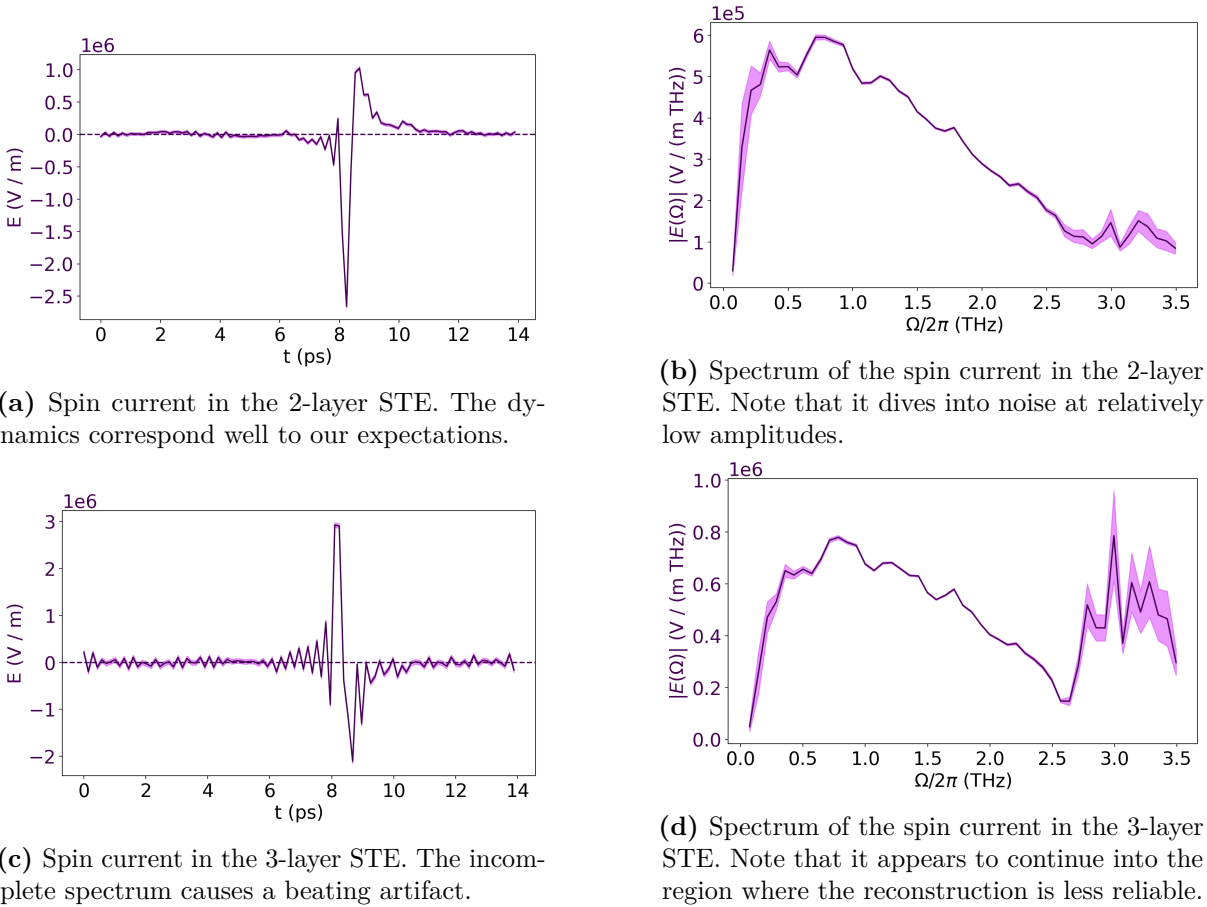 1e6
1.0
0.5
0.0
−0.5
−1.0
−1.5
−2.0
−2.5
E (V / m)
0 2 4 6 8 10 12 14
t (ps)
(a) Spin current in the 2-layer STE. The dy-
namics correspond well to our expectations.
1e5
6
5
4
3
2
1
0
|E(Ω)| (V / (m THz))
0.0 0.5 1.0 1.5 2.0 2.5 3.0 3.5
Ω/2π (THz)
(b) Spectrum of the spin current in the 2-layer
STE. Note that it dives into noise at relatively
low amplitudes.
1e6
3
2
1
0
−1
−2
E (V / m)
0 2 4 6 8 10 12 14
t (ps)
(c) Spin current in the 3-layer STE. The incom-
plete spectrum causes a beating artifact.
1e6
1.0
0.8
0.6
0.4
0.2
0.0
|E(Ω)| (V / (m THz))
0.0 0.5 1.0 1.5 2.0 2.5 3.0 3.5
Ω/2π (THz)
(d) Spectrum of the spin current in the 3-layer
STE. Note that it appears to continue into the
region where the reconstruction is less reliable.